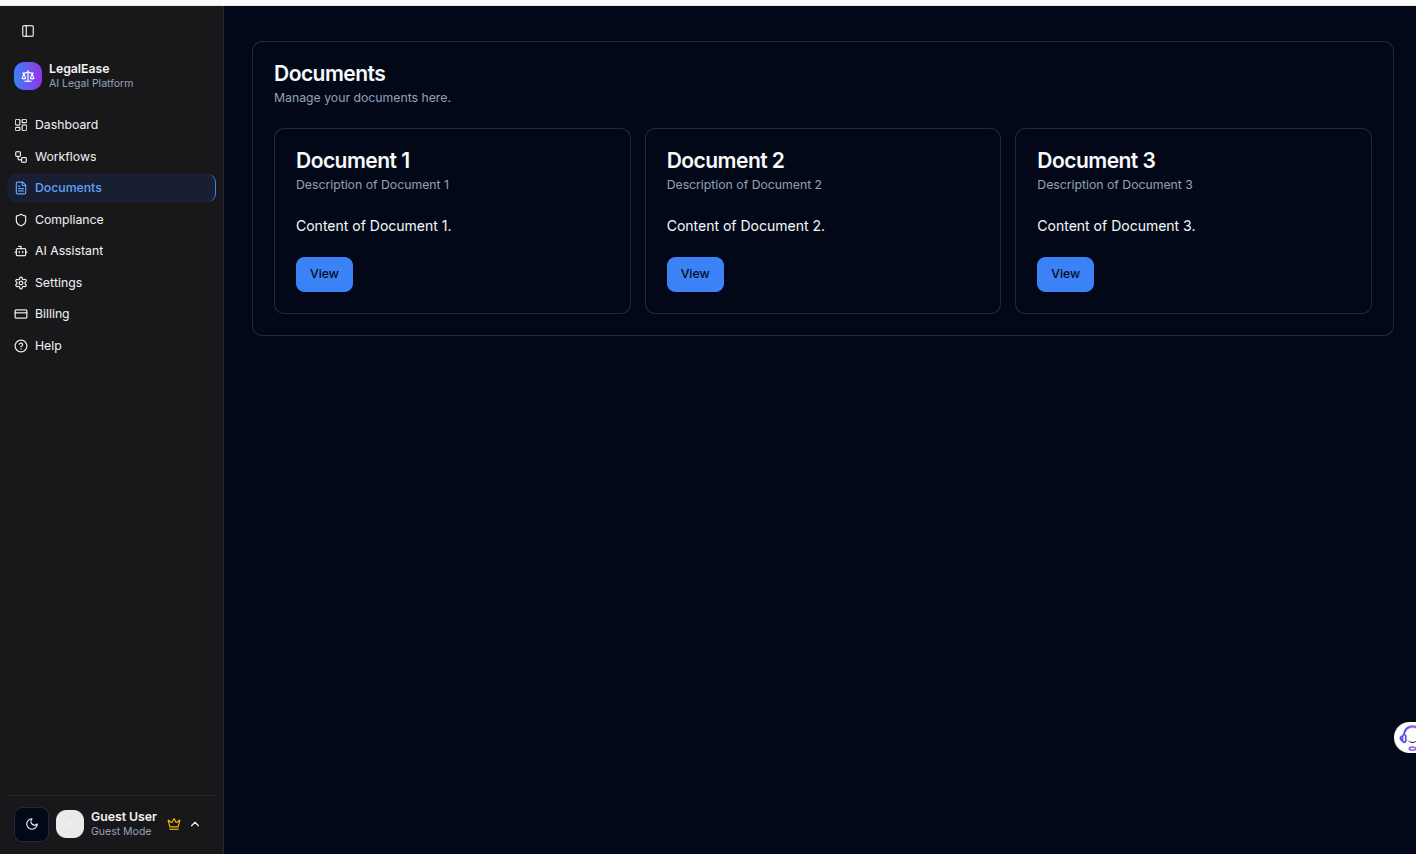 LegalEase
AI Legal Platform
Dashboard
Workflows
Documents
Compliance
AI Assistant
Settings
Billing
Help
Guest User
Guest Mode
Documents
Manage your documents here.
Document 1
Description of Document 1
Content of Document 1.
View
Document 2
Description of Document 2
Content of Document 2.
View
Document 3
Description of Document 3
Content of Document 3.
View